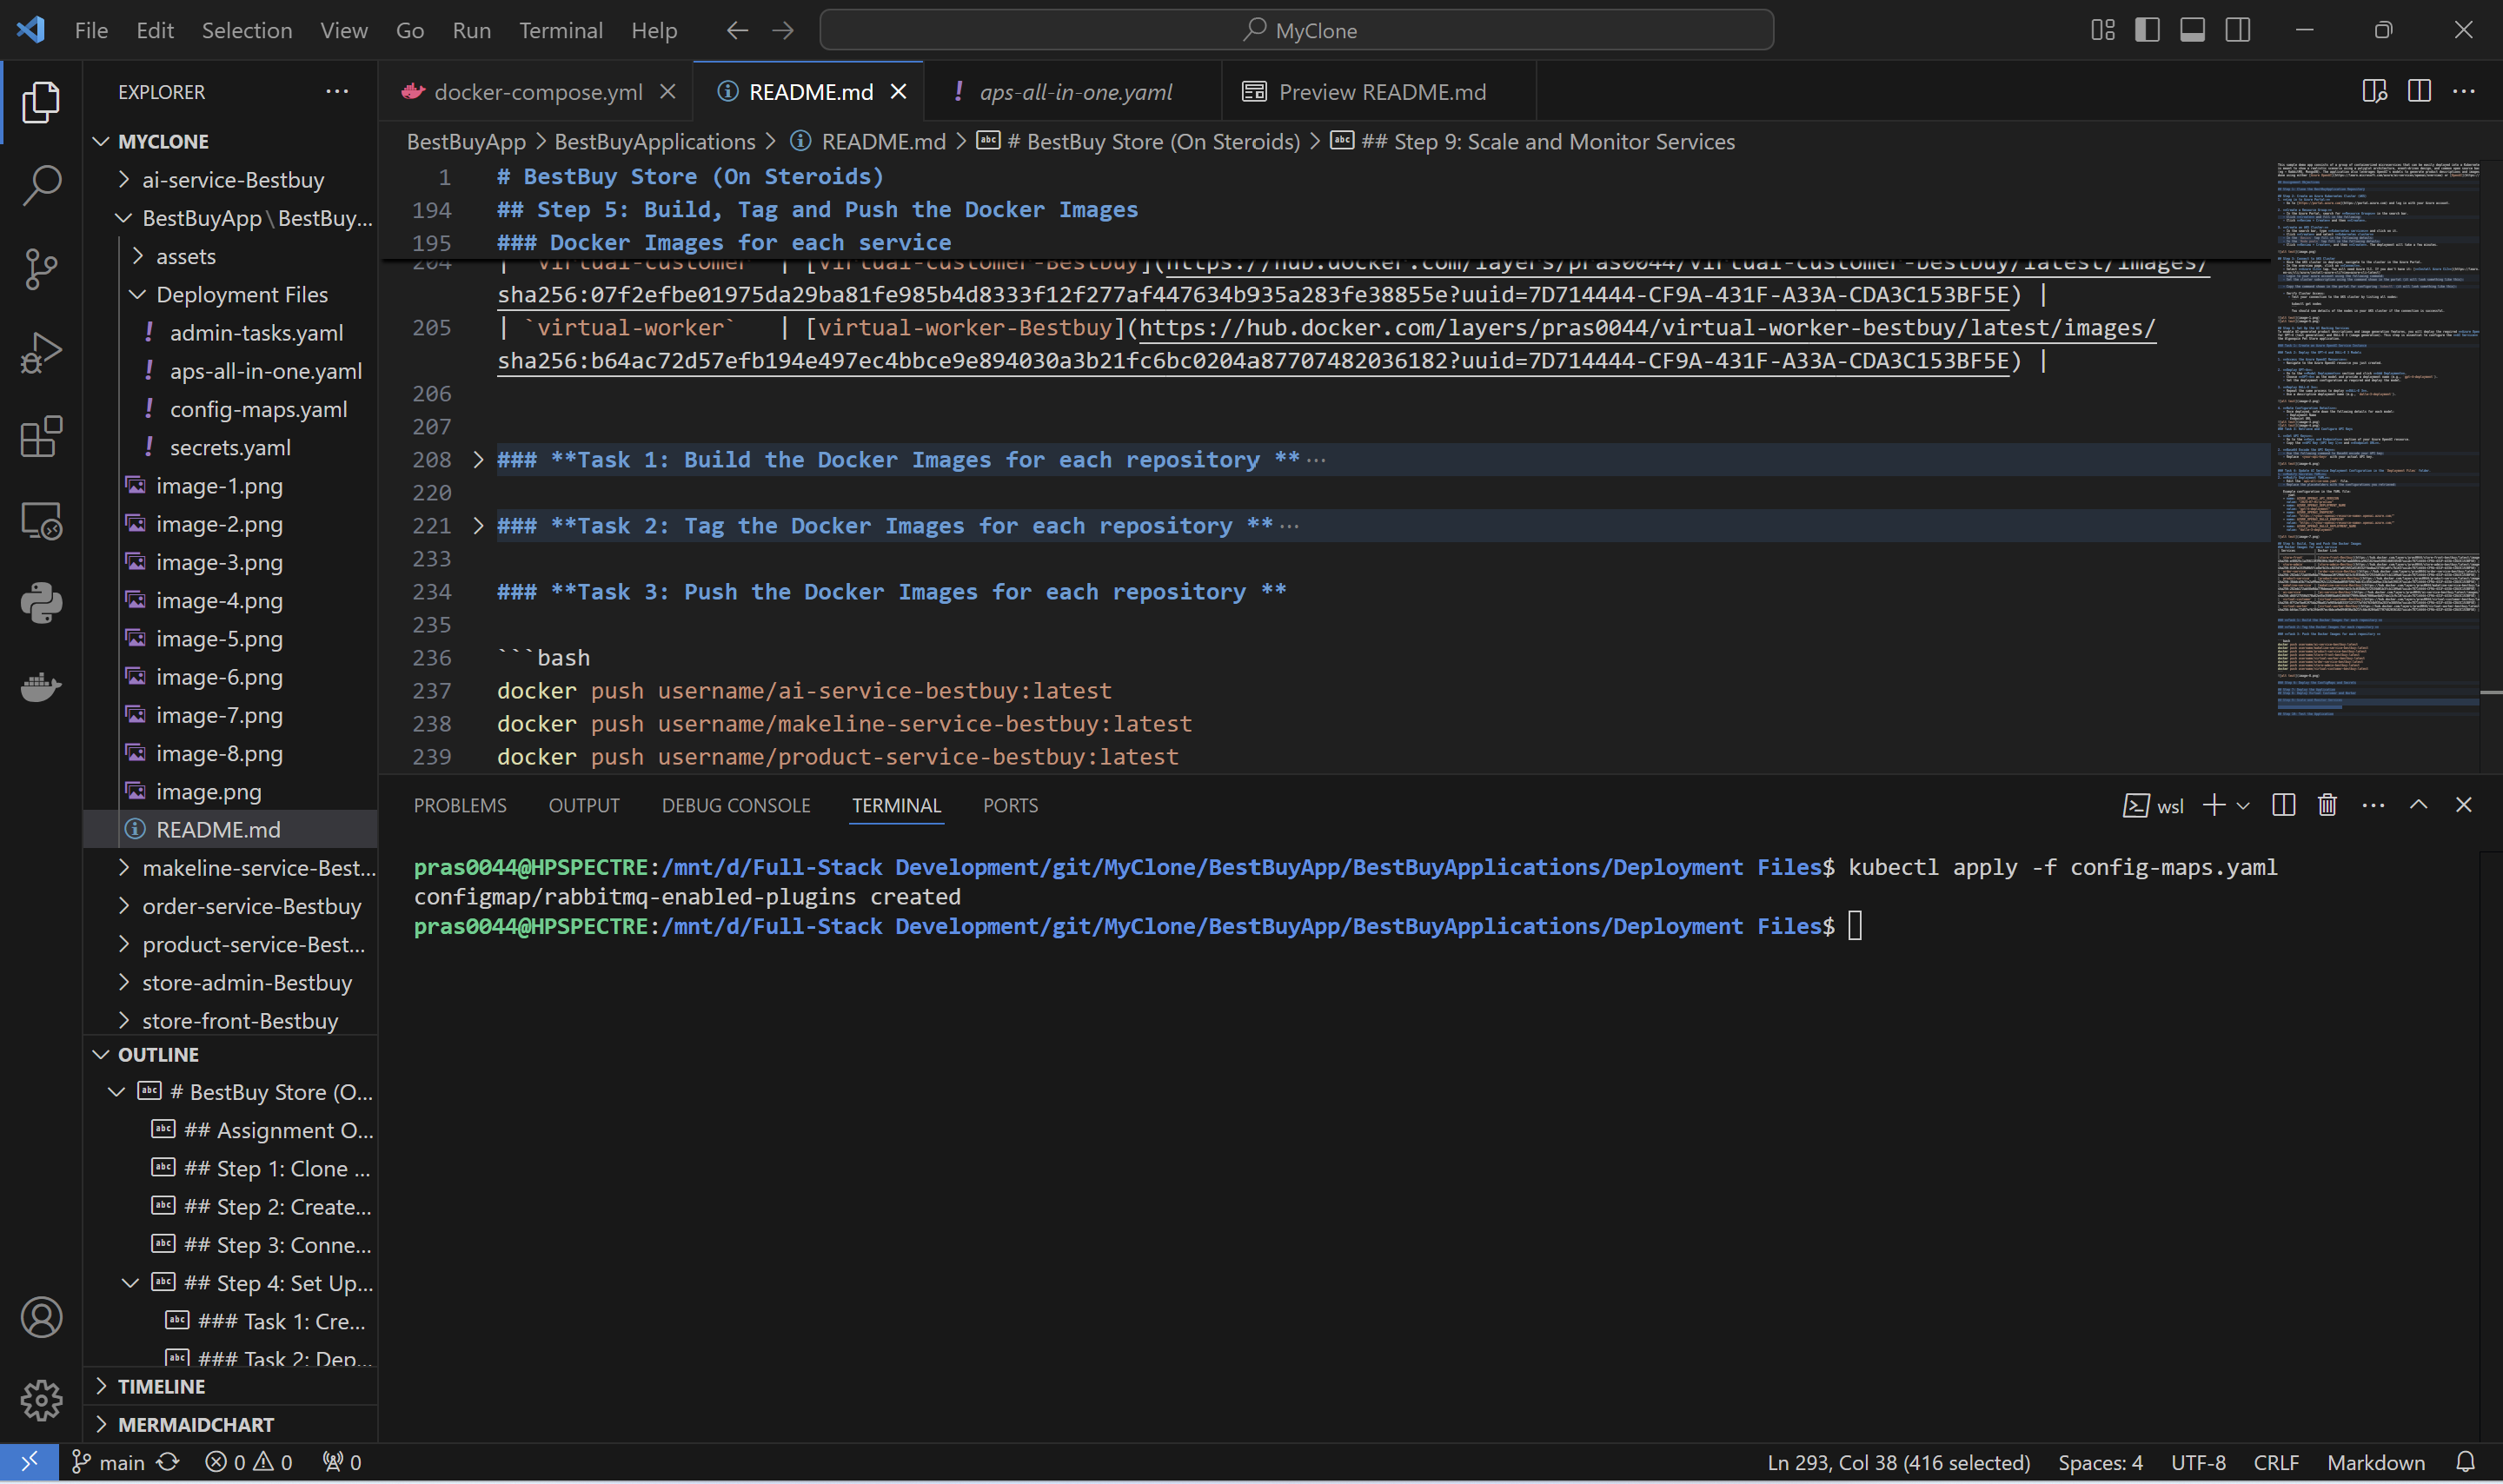 File Edit Selection View Go Run Terminal Help
MyClone
EXPLORER
MYCLONE
ai-service-Bestbuy
BestBuyApp\BestBuy...
assets
Deployment Files
! admin-tasks.yaml
! aps-all-in-one.yaml
! config-maps.yaml
! secrets.yaml
image-1.png
image-2.png
image-3.png
image-4.png
image-5.png
image-6.png
image-7.png
image-8.png
image.png
README.md
makeline-service-Best...
order-service-Bestbuy
product-service-Best...
store-admin-Bestbuy
store-front-Bestbuy
OUTLINE
# BestBuy Store (O...
## Assignment O...
## Step 1: Clone ...
## Step 2: Create...
## Step 3: Conne...
## Step 4: Set Up...
### Task 1: Cre...
### Task 2: Dep...
TIMELINE
MERMAIDCHART
docker-compose.yml
README.md
! aps-all-in-one.yaml
Preview README.md
BestBuyApp > BestBuyApplications > README.md > # BestBuy Store (On Steroids) > ## Step 9: Scale and Monitor Services
1 # BestBuy Store (On Steroids)
194 ## Step 5: Build, Tag and Push the Docker Images
195 ### Docker Images for each service
204 | `virtual-customer` | [virtual-customer-Bestbuy](https://hub.docker.com/layers/pras0044/virtual-customer-bestbuy/latest/images/
sha256:07f2efbe01975da29ba81fe985b4d8333f12f277af447634b935a283fe38855e?uuid=7D714444-CF9A-431F-A33A-CDA3C153BF5E) |
205 | `virtual-worker` | [virtual-worker-Bestbuy](https://hub.docker.com/layers/pras0044/virtual-worker-bestbuy/latest/images/
sha256:b64ac72d57efb194e497ec4bbce9e894030a3b21fc6bc0204a87707482036182?uuid=7D714444-CF9A-431F-A33A-CDA3C153BF5E) |
206
207
208 ### **Task 1: Build the Docker Images for each repository **...
220
221 ### **Task 2: Tag the Docker Images for each repository **...
233
234 ### **Task 3: Push the Docker Images for each repository **
235
236 ```bash
237 docker push username/ai-service-bestbuy:latest
238 docker push username/makeline-service-bestbuy:latest
239 docker push username/product-service-bestbuy:latest
PROBLEMS OUTPUT DEBUG CONSOLE TERMINAL PORTS
wsl
pras0044@HPSPECTRE:/mnt/d/Full-Stack Development/git/MyClone/BestBuyApp/BestBuyApplications/Deployment Files$ kubectl apply -f config-maps.yaml
configmap/rabbitmq-enabled-plugins created
pras0044@HPSPECTRE:/mnt/d/Full-Stack Development/git/MyClone/BestBuyApp/BestBuyApplications/Deployment Files$
main 0 0 0
Ln 293, Col 38 (416 selected) Spaces: 4 UTF-8 CRLF Markdown